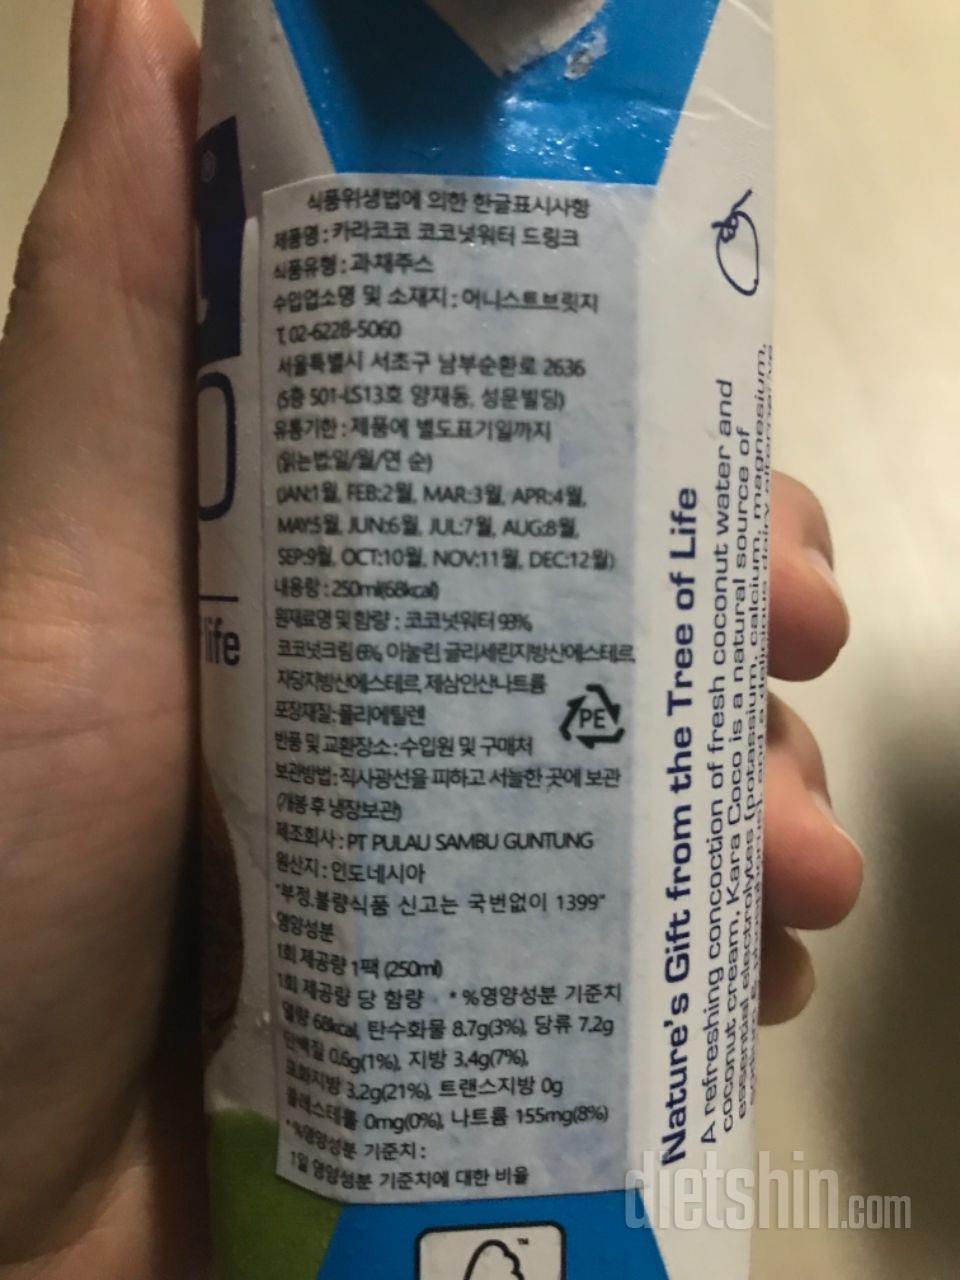 식품위생법에 의한 한글표시사항
제품명 : 카라코코 코코넛워터 드링크
식품유형 : 과채주스
수입업소명 및 소재지 : 어니스트브릿지
T. 02-6228-5060
서울특별시 서초구 남부순환로 2636
(5층 501-LS13호 양재동, 성문빌딩)
유통기한 : 제품에 별도표기일까지
(읽는법:일/월/연 순)
(JAN:1월, FEB:2월, MAR:3월, APR:4월,
MAY:5월, JUN:6월, JUL:7월, AUG:8월,
SEP:9월, OCT:10월, NOV:11월, DEC:12월)
내용량 : 250ml(68kcal)
원재료명 및 함량 : 코코넛워터 93%,
코코넛크림 6%, 이눌린 글리세린지방산에스테르,
자당지방산에스테르, 제삼인산나트륨
포장재질:폴리에틸렌
PE
반품 및 교환장소 : 수입원 및 구매처
보관방법 : 직사광선을 피하고 서늘한 곳에 보관
(개봉 후 냉장보관)
제조회사 : PT PULAU SAMBU GUNTUNG
원산지 : 인도네시아
"부정.불량식품 신고는 국번없이 1399"
영양성분
1회 제공량 1팩 (250ml)
1회 제공량 당 함량 * %영양성분 기준치
열량 68kcal, 탄수화물 8.7g(3%), 당류 7.2g
단백질 0.6g(1%), 지방 3.4g(7%),
포화지방 3.2g(21%), 트랜스지방 0g
콜레스테롤 0mg(0%), 나트륨 155mg(8%)
*%영양성분 기준치 :
1일 영양성분 기준치에 대한 비율
Nature's Gift from the Tree of Life
A refreshing concoction of fresh coconut water and
coconut cream, Kara Coco is a natural source of
essential electrolytes (potassium, calcium, magnesium,
life
TM
dietshin.com